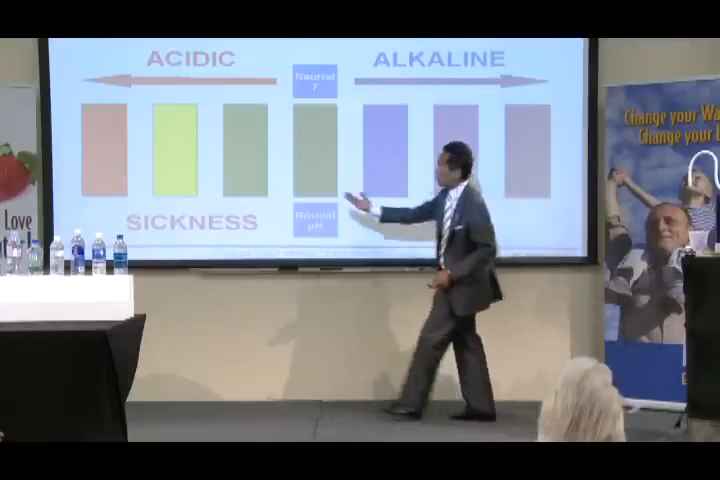 ACIDIC
ALKALINE
Neutral
7
SICKNESS
Normal
pH
Change your Wa
Change your
Love